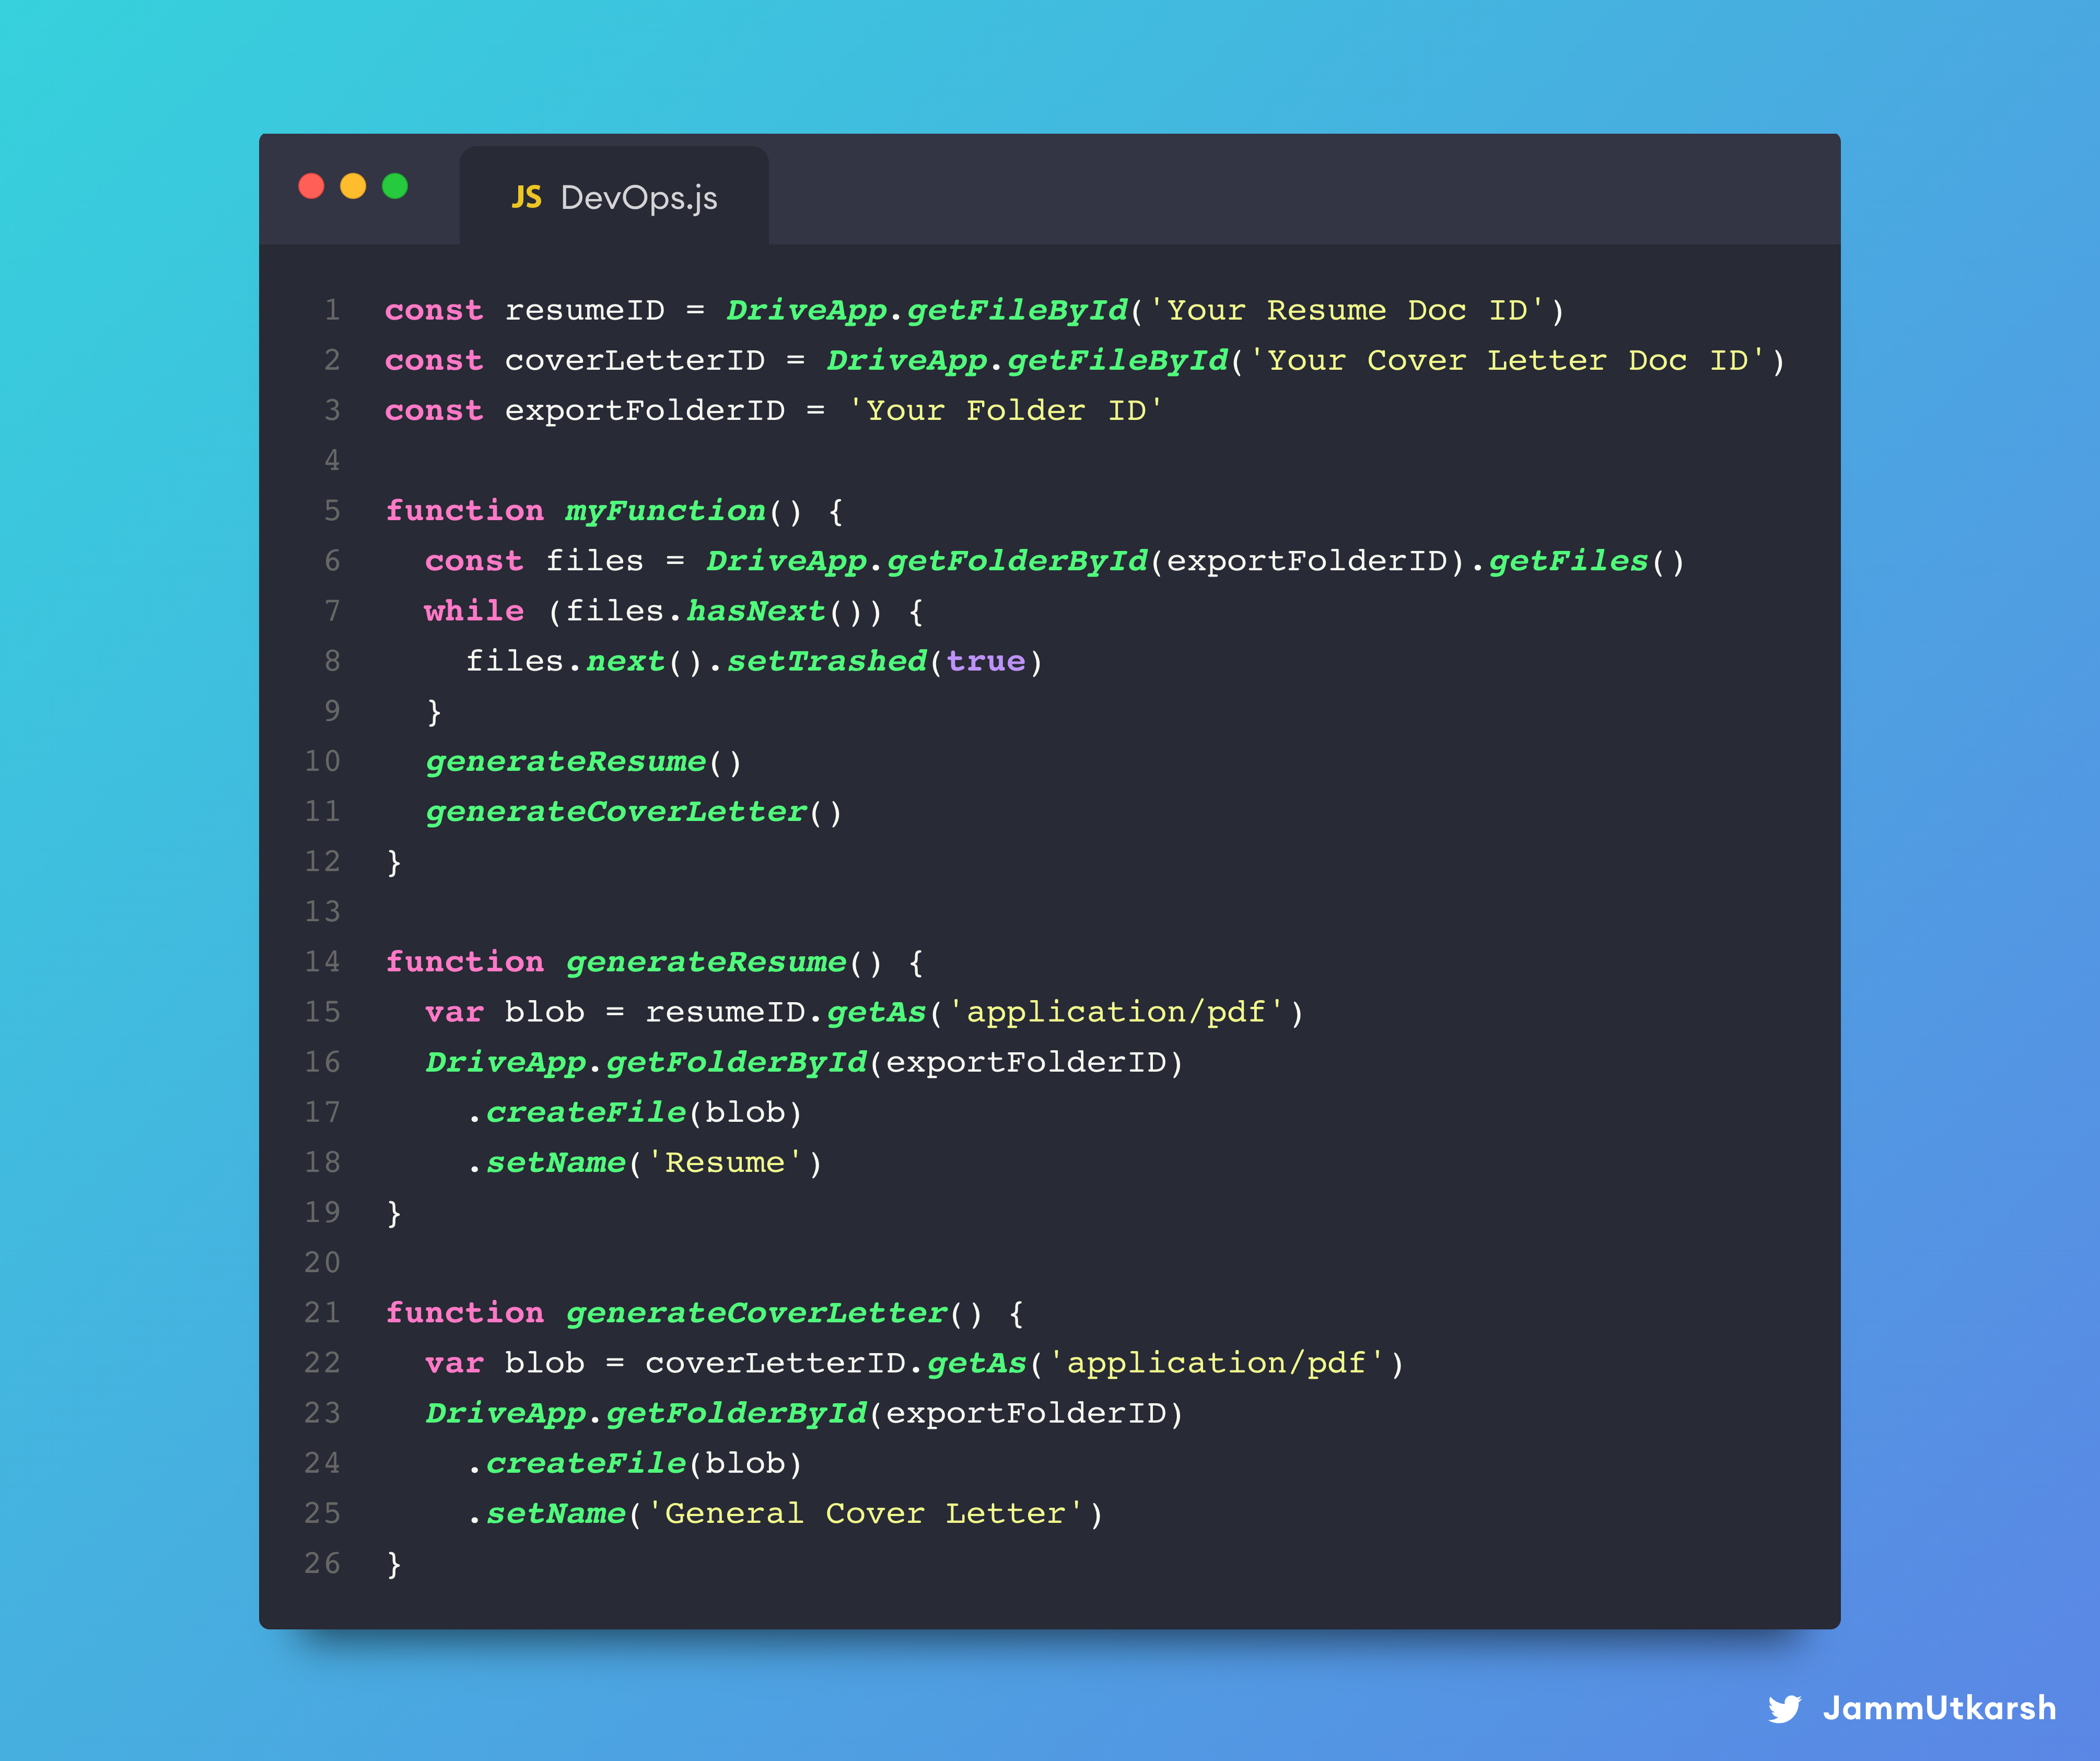 JS DevOps.js
1 const resumeID = DriveApp.getFileById('Your Resume Doc ID')
2 const coverLetterID = DriveApp.getFileById('Your Cover Letter Doc ID')
3 const exportFolderID = 'Your Folder ID'
4
5 function myFunction() {
6   const files = DriveApp.getFolderById(exportFolderID).getFiles()
7   while (files.hasNext()) {
8     files.next().setTrashed(true)
9   }
10   generateResume()
11   generateCoverLetter()
12 }
13
14 function generateResume() {
15   var blob = resumeID.getAs('application/pdf')
16   DriveApp.getFolderById(exportFolderID)
17     .createFile(blob)
18     .setName('Resume')
19 }
20
21 function generateCoverLetter() {
22   var blob = coverLetterID.getAs('application/pdf')
23   DriveApp.getFolderById(exportFolderID)
24     .createFile(blob)
25     .setName('General Cover Letter')
26 }
JammUtkarsh